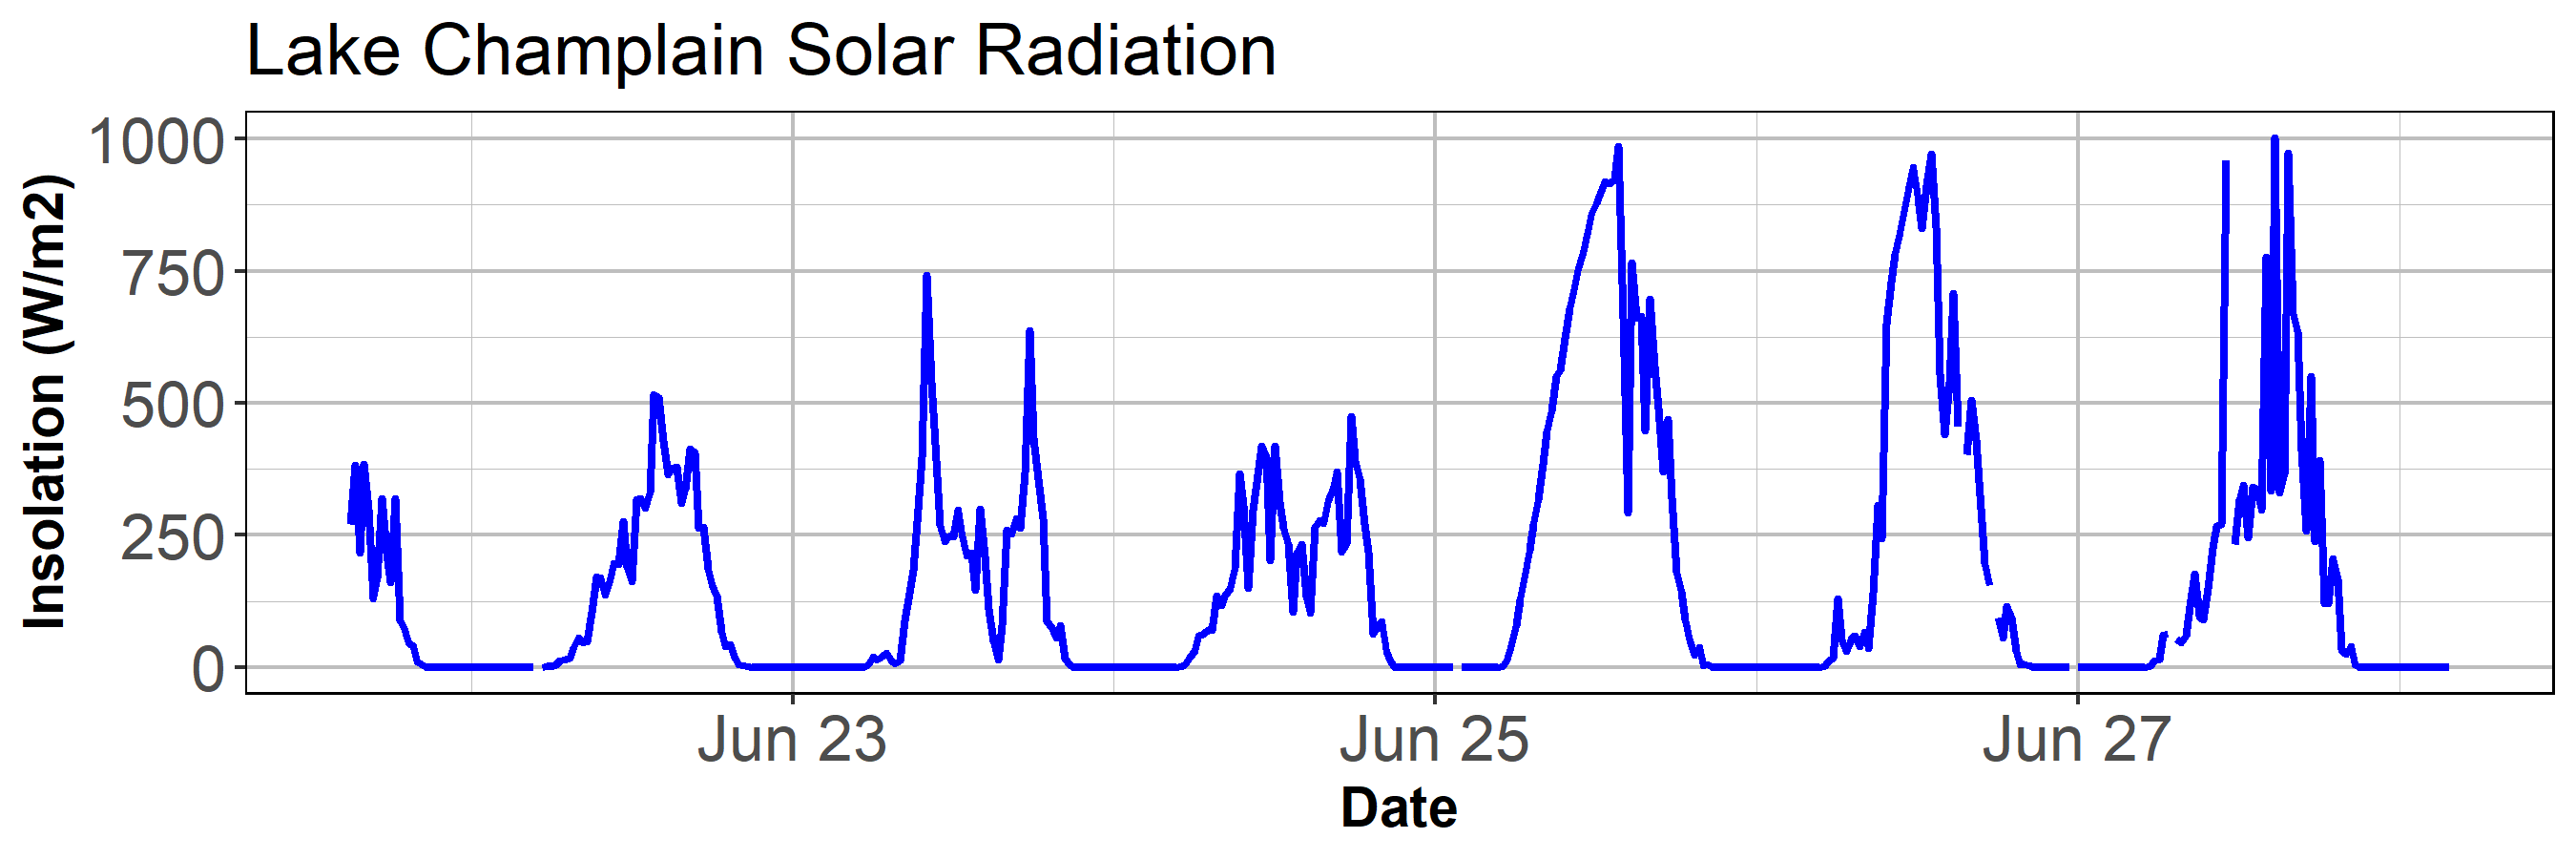 Lake Champlain Solar Radiation
Insolation (W/m2)
1000
750
500
250
0
Jun 23
Jun 25
Jun 27
Date